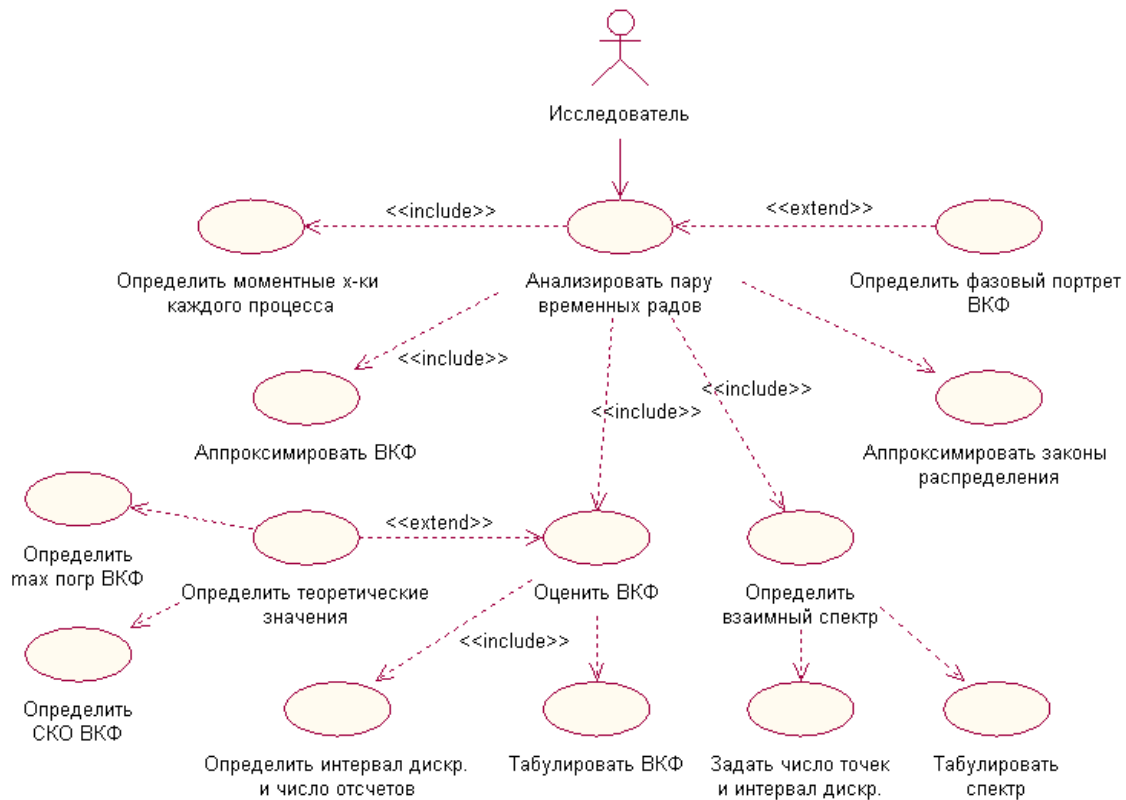 Исследователь
<<include>>
<<extend>>
Определить моментные х-ки
каждого процесса
Анализировать пару
временных радов
Определить фазовый портрет
ВКФ
<<include>>
<<include>>
<<include>>
Аппроксимировать ВКФ
Аппроксимировать законы
распределения
<<extend>>
Определить
max погр ВКФ
Определить теоретические
значения
Оценить ВКФ
Определить
взаимный спектр
<<include>>
Определить
СКО ВКФ
Определить интервал дискр.
и число отсчетов
Табулировать ВКФ
Задать число точек
и интервал дискр.
Табулировать
спектр